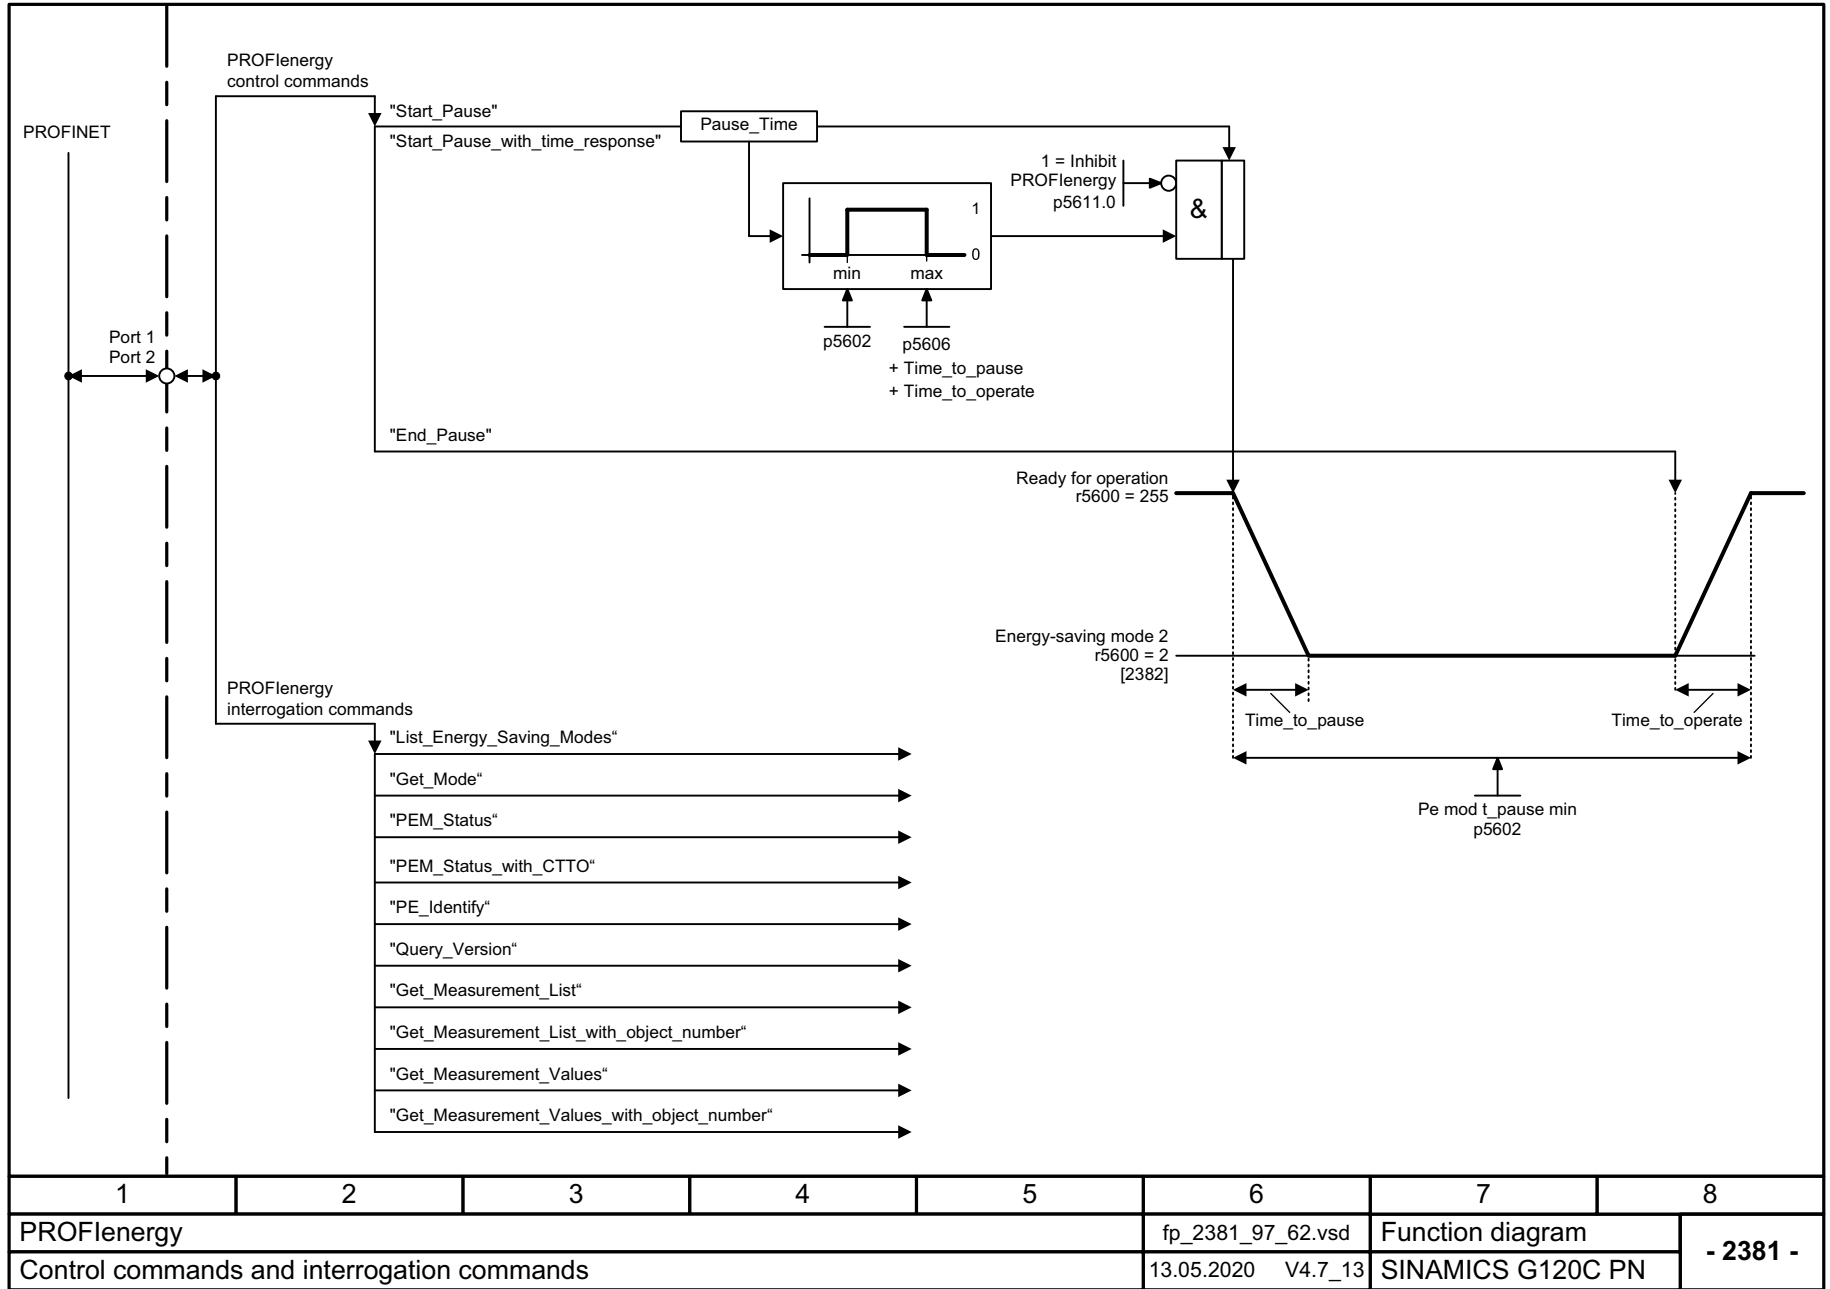 PROFINET
Port 1
Port 2
PROFIenergy
control commands
"Start_Pause"
"Start_Pause_with_time_response"
Pause_Time
1 = Inhibit
PROFIenergy
p5611.0
&
1
0
min max
p5602
p5606
+ Time_to_pause
+ Time_to_operate
"End_Pause"
Ready for operation
r5600 = 255
Energy-saving mode 2
r5600 = 2
[2382]
Time_to_pause
Time_to_operate
Pe mod t_pause min
p5602
PROFIenergy
interrogation commands
"List_Energy_Saving_Modes“
"Get_Mode“
"PEM_Status“
"PEM_Status_with_CTTO“
"PE_Identify“
"Query_Version“
"Get_Measurement_List“
"Get_Measurement_List_with_object_number“
"Get_Measurement_Values“
"Get_Measurement_Values_with_object_number“
1 2 3 4 5 6 7 8
PROFIenergy
fp_2381_97_62.vsd
Function diagram
- 2381 -
Control commands and interrogation commands
13.05.2020 V4.7_13
SINAMICS G120C PN